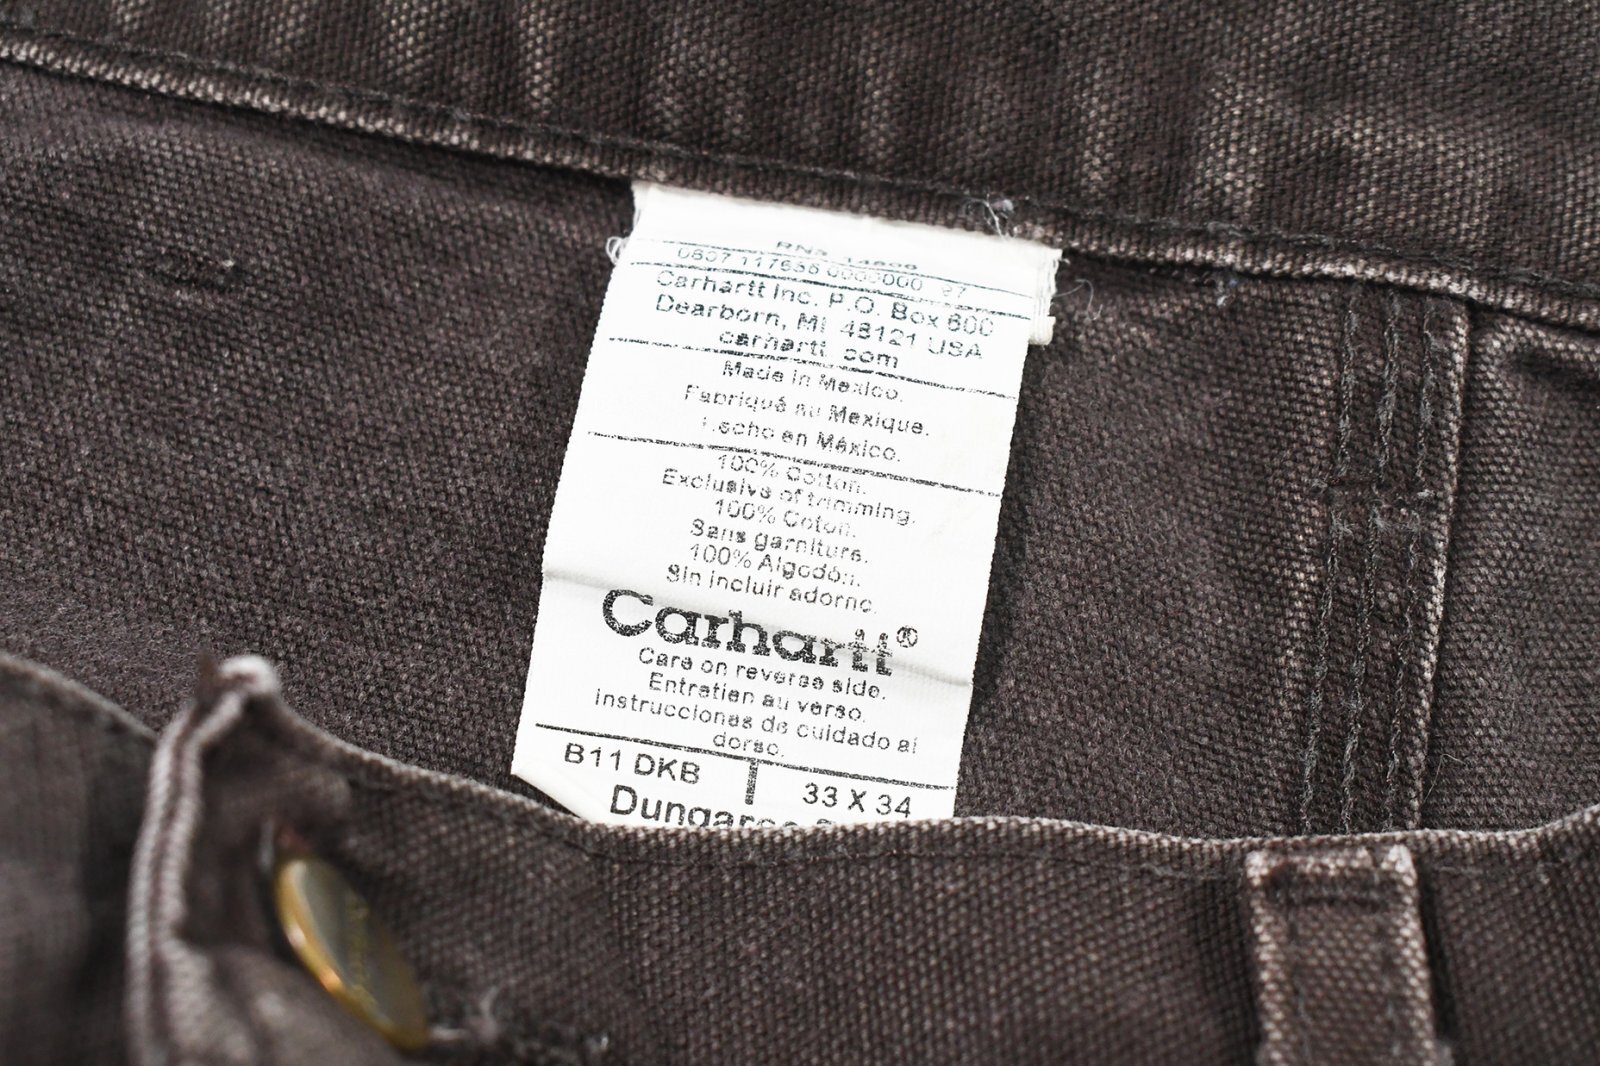 RN# 14806
Carhartt Inc. P.O. Box 600
Dearborn, MI 48121 USA
carhartt.com
Made in Mexico.
Fabriqué au Mexique.
Hecho en México.
100% Cotton.
Exclusive of trimming.
100% Coton.
Sans garniture.
100% Algodón.
Sin incluir adorno.
Carhartt®
Care on reverse side.
Entretien au verso.
instrucciones de cuidado al
dorso.
B11 DKB 33 X 34